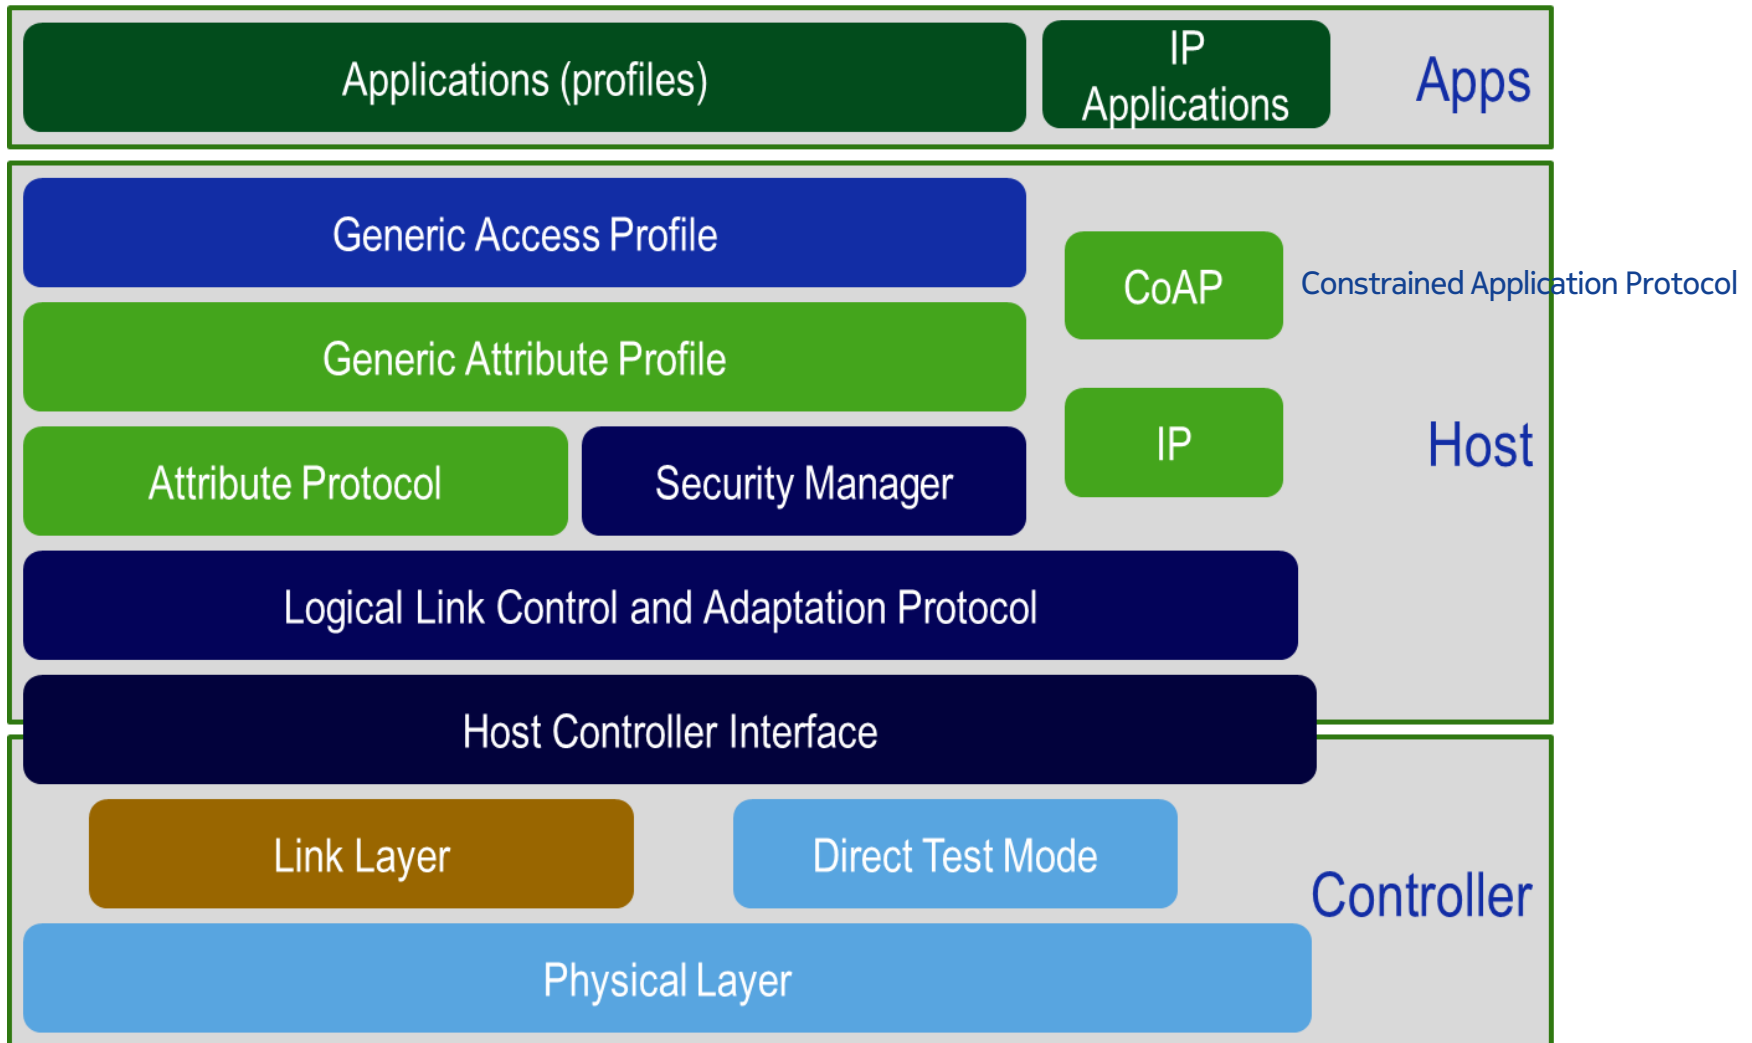 Applications (profiles)
IP
Applications
Apps
Generic Access Profile
CoAP
Constrained Application Protocol
Generic Attribute Profile
IP
Host
Attribute Protocol
Security Manager
Logical Link Control and Adaptation Protocol
Host Controller Interface
Link Layer
Direct Test Mode
Controller
Physical Layer